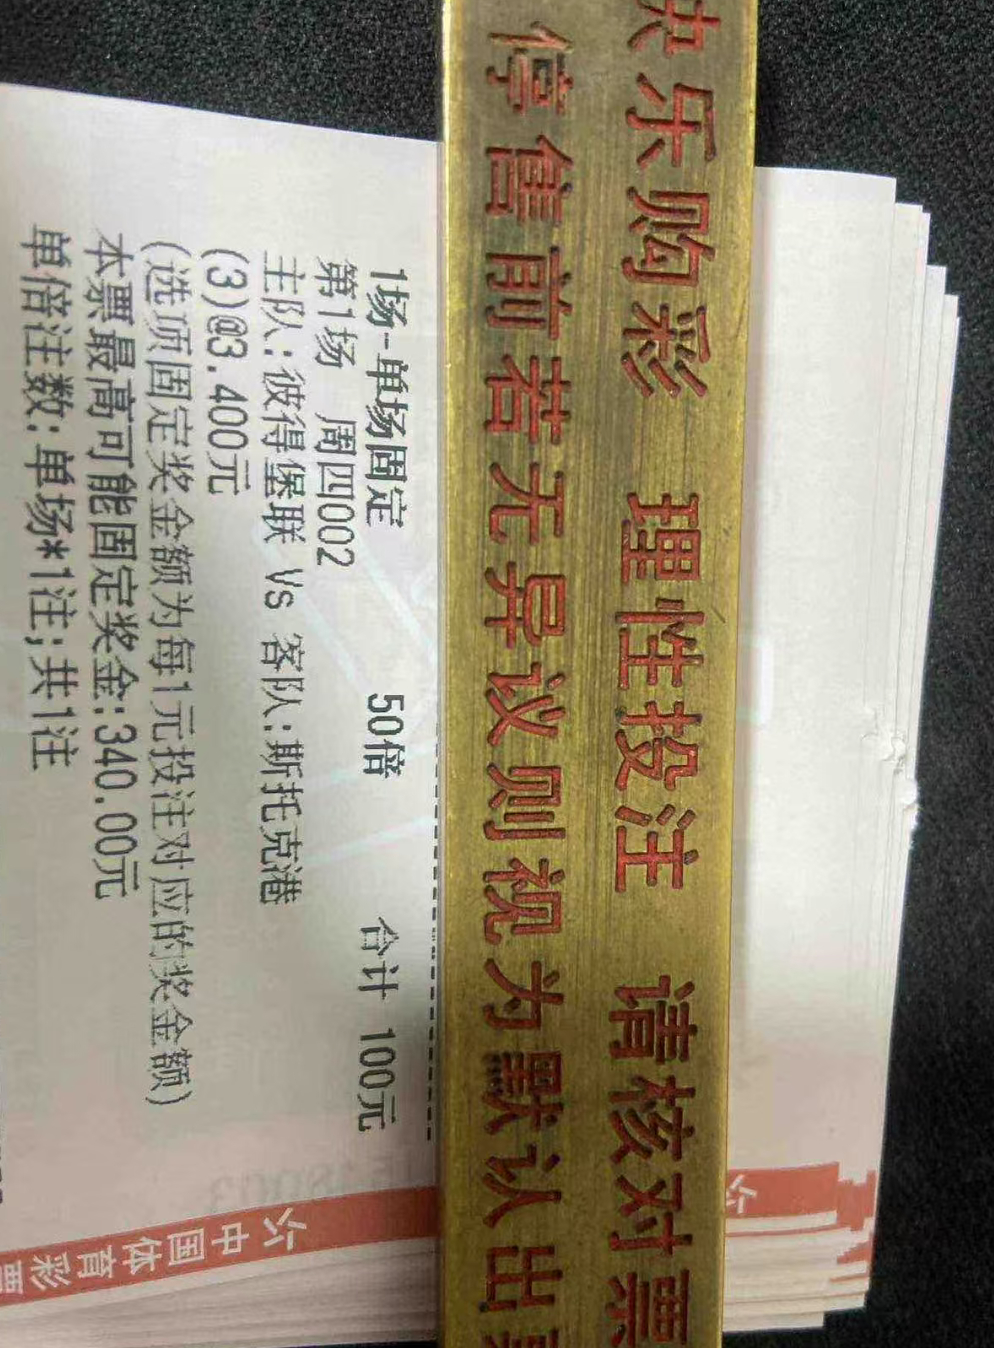 快乐购彩 理性投注 请核对票
停售前若无异议则视为默认出
1场-单场固定 50倍 合计 100元
第1场 周四002
主队:彼得堡联 Vs 客队:斯托克港
(3)@3.400元
(选项固定奖金额为每1元投注对应的奖金额)
本票最高可能固定奖金:340.00元
单倍注数:单场*1注;共1注
中国体育彩票